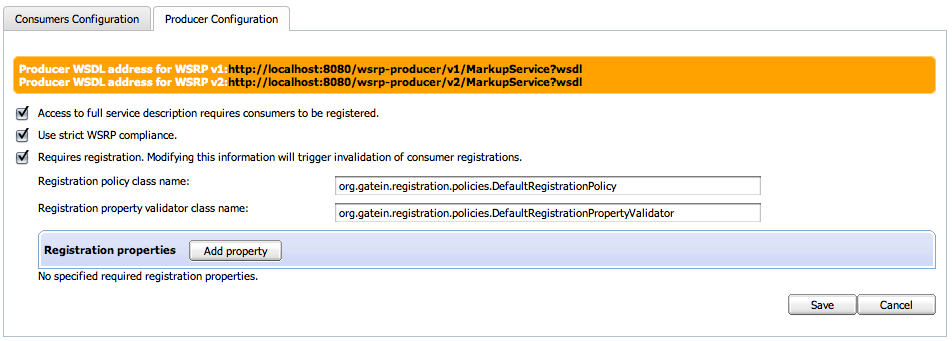 Consumers Configuration
Producer Configuration
Producer WSDL address for WSRP v1:http://localhost:8080/wsrp-producer/v1/MarkupService?wsdl
Producer WSDL address for WSRP v2:http://localhost:8080/wsrp-producer/v2/MarkupService?wsdl
Access to full service description requires consumers to be registered.
Use strict WSRP compliance.
Requires registration. Modifying this information will trigger invalidation of consumer registrations.
Registration policy class name: org.gatein.registration.policies.DefaultRegistrationPolicy
Registration property validator class name: org.gatein.registration.policies.DefaultRegistrationPropertyValidator
Registration properties Add property
No specified required registration properties.
Save Cancel